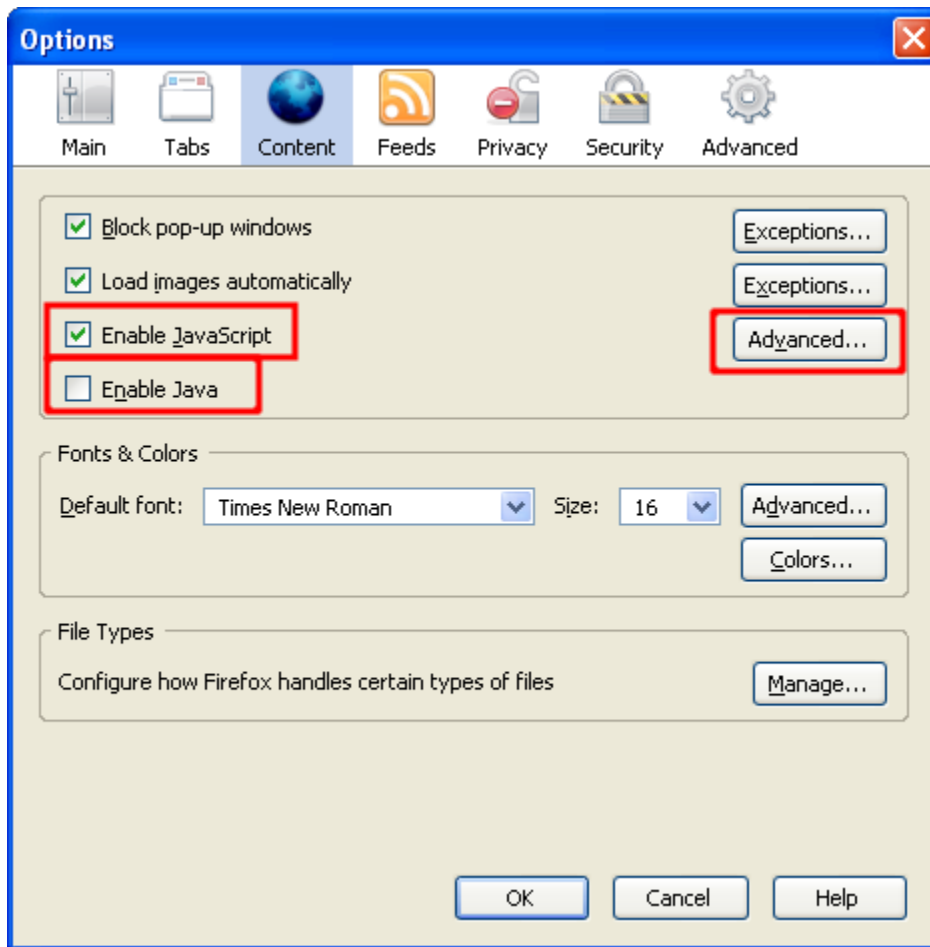 Options
Main Tabs Content Feeds Privacy Security Advanced
Block pop-up windows Exceptions...
Load images automatically Exceptions...
Enable JavaScript Advanced...
Enable Java
Fonts & Colors
Default font: Times New Roman Size: 16 Advanced...
Colors...
File Types
Configure how Firefox handles certain types of files Manage...
OK Cancel Help